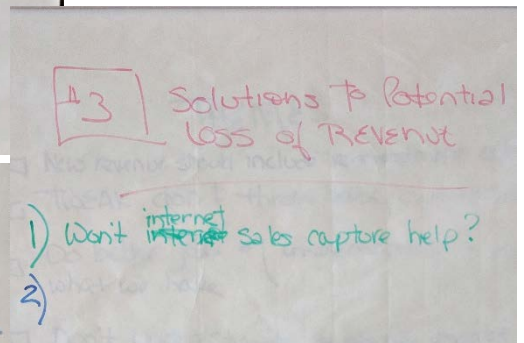 #3 Solutions to Potential
Loss of Revenue
1) Won't internet sales capture help?
2)